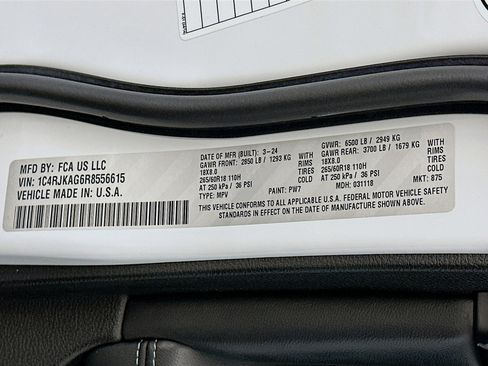 MFD BY: FCA US LLC
VIN: 1C4RJKAG6R8556615
VEHICLE MADE IN U.S.A.
DATE OF MFR (BUILT): 3-24
GAWR FRONT: 2850 LB / 1293 KG WITH
18X8.0 RIMS
265/60R18 110H TIRES
AT 250 kPa / 36 PSI COLD
TYPE: MPV PAINT: PW7
GVWR: 6500 LB / 2949 KG
GAWR REAR: 3700 LB / 1679 KG WITH
18X8.0 RIMS
265/60R18 110H TIRES
AT 250 kPa / 36 PSI COLD
MDH: 031118 MKT: 875
THIS VEHICLE CONFORMS TO ALL APPLICABLE U.S.A. FEDERAL MOTOR VEHICLE SAFETY
STANDARDS IN EFFECT ON THE DATE OF MANUFACTURE SHOWN ABOVE